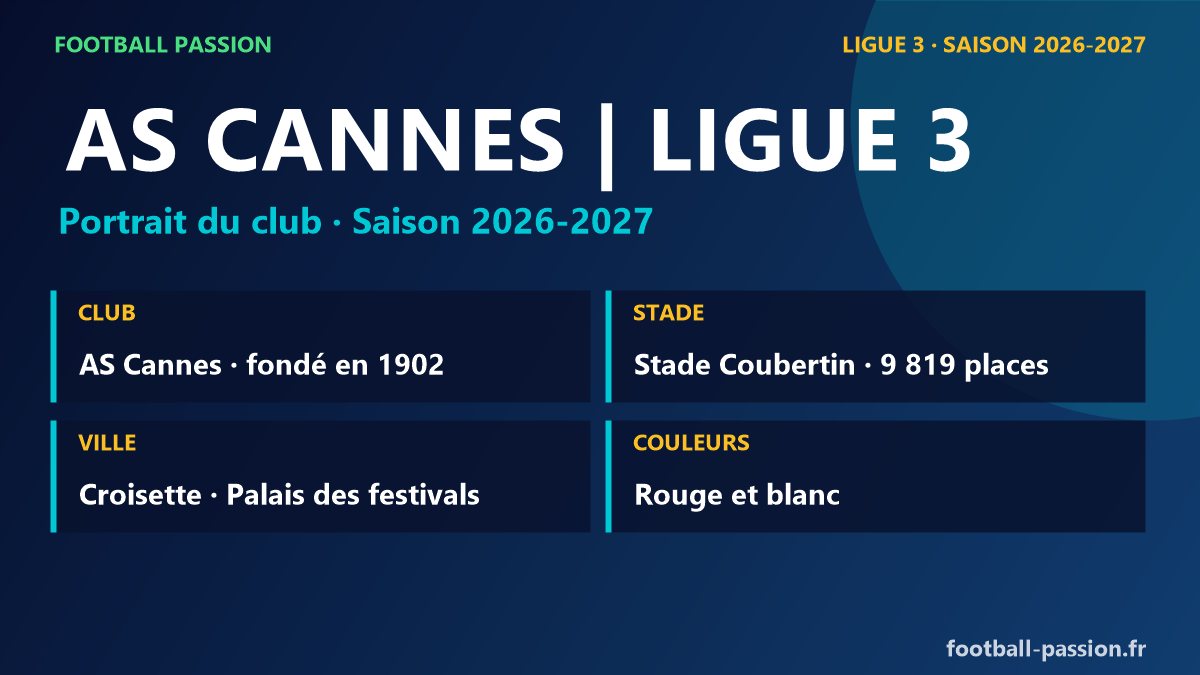 FOOTBALL PASSION
LIGUE 3 · SAISON 2026-2027
AS CANNES | LIGUE 3
Portrait du club · Saison 2026-2027
CLUB
AS Cannes · fondé en 1902
STADE
Stade Coubertin · 9 819 places
VILLE
Croisette · Palais des festivals
COULEURS
Rouge et blanc
football-passion.fr